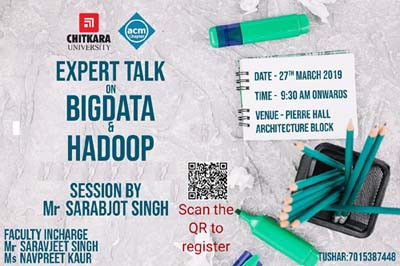 CHITKARA
UNIVERSITY
acm
Chapter
EXPERT TALK
ON
BIGDATA
&
HADOOP
SESSION BY
Mr SARABJOT SINGH
FACULTY INCHARGE
Mr SARAVJEET SINGH
Ms NAVPREET KAUR
DATE - 27TH MARCH 2019
TIME - 9:30 AM ONWARDS
VENUE - PIERRE HALL
ARCHITECTURE BLOCK
Scan the
QR to
register
TUSHAR:7015387448